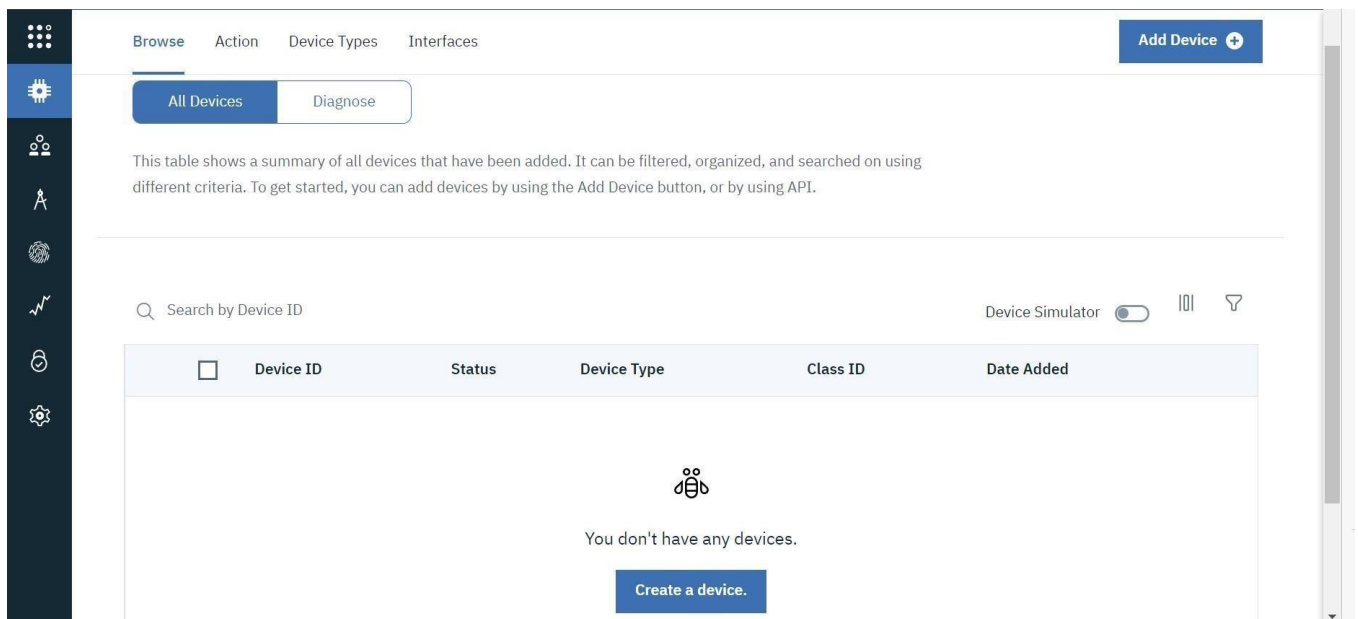 Browse Action Device Types Interfaces Add Device
All Devices Diagnose
This table shows a summary of all devices that have been added. It can be filtered, organized, and searched on using
different criteria. To get started, you can add devices by using the Add Device button, or by using API.
Search by Device ID Device Simulator
Device ID Status Device Type Class ID Date Added
You don't have any devices.
Create a device.